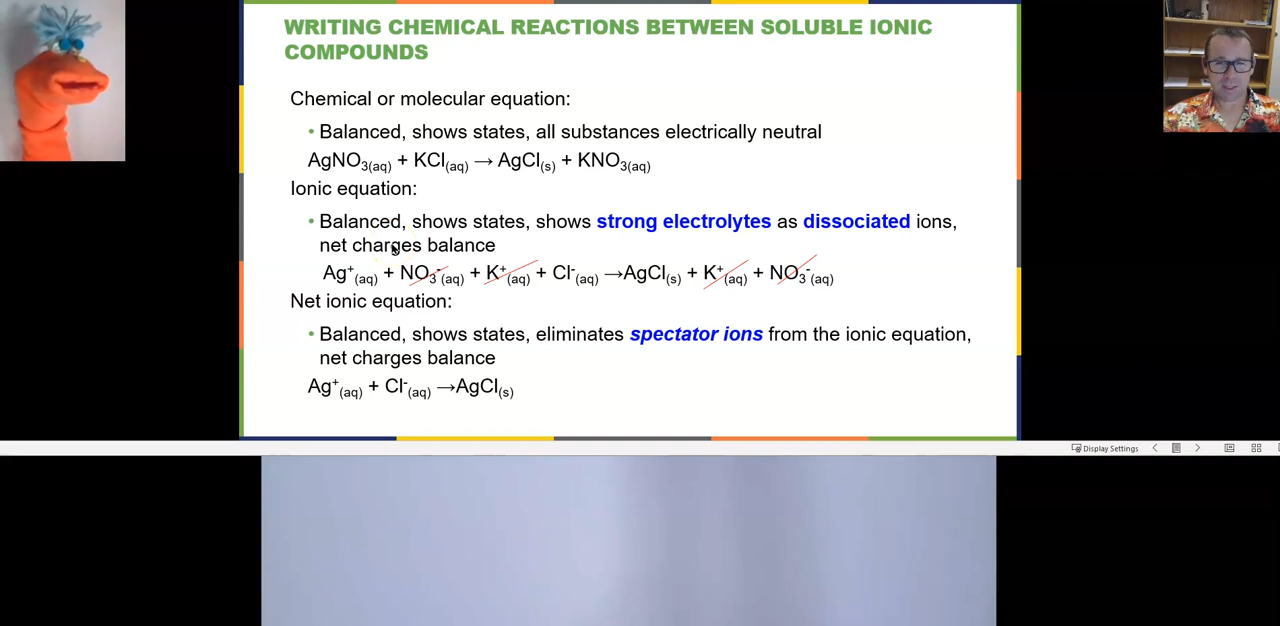 WRITING CHEMICAL REACTIONS BETWEEN SOLUBLE IONIC
COMPOUNDS
Chemical or molecular equation:
• Balanced, shows states, all substances electrically neutral
AgNO₃₍aq₎ + KCl₍aq₎ → AgCl₍s₎ + KNO₃₍aq₎
Ionic equation:
• Balanced, shows states, shows strong electrolytes as dissociated ions,
net charges balance
Ag⁺₍aq₎ + NO₃⁻₍aq₎ + K⁺₍aq₎ + Cl⁻₍aq₎ →AgCl₍s₎ + K⁺₍aq₎ + NO₃⁻₍aq₎
Net ionic equation:
• Balanced, shows states, eliminates spectator ions from the ionic equation,
net charges balance
Ag⁺₍aq₎ + Cl⁻₍aq₎ →AgCl₍s₎
Display Settings